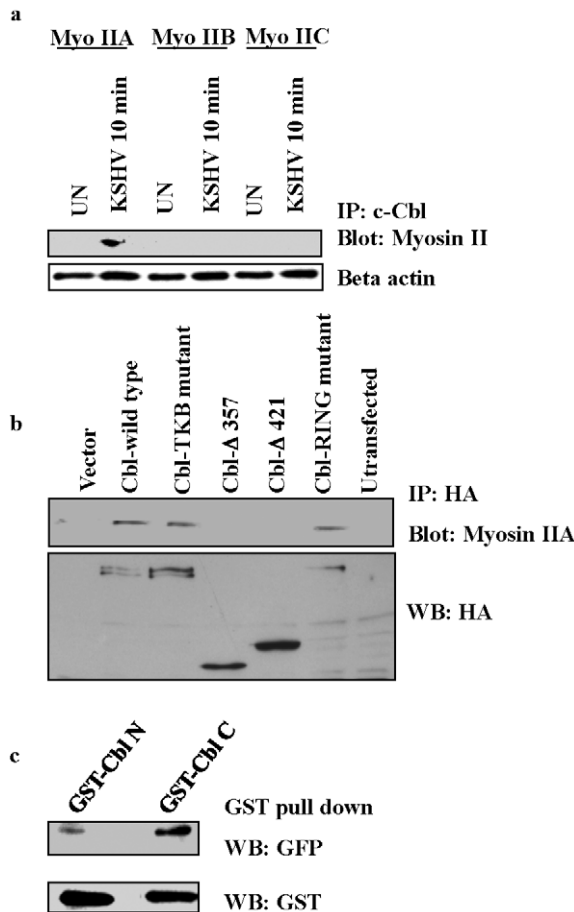 a
Myo IIA Myo IIB Myo IIC
UN KSHV 10 min UN KSHV 10 min UN KSHV 10 min
IP: c-Cbl
Blot: Myosin II
Beta actin
b
Vector Cbl-wild type Cbl-TKB mutant Cbl-Δ 357 Cbl-Δ 421 Cbl-RING mutant Utransfected
IP: HA
Blot: Myosin IIA
WB: HA
c
GST-Cbl N GST-Cbl C
GST pull down
WB: GFP
WB: GST